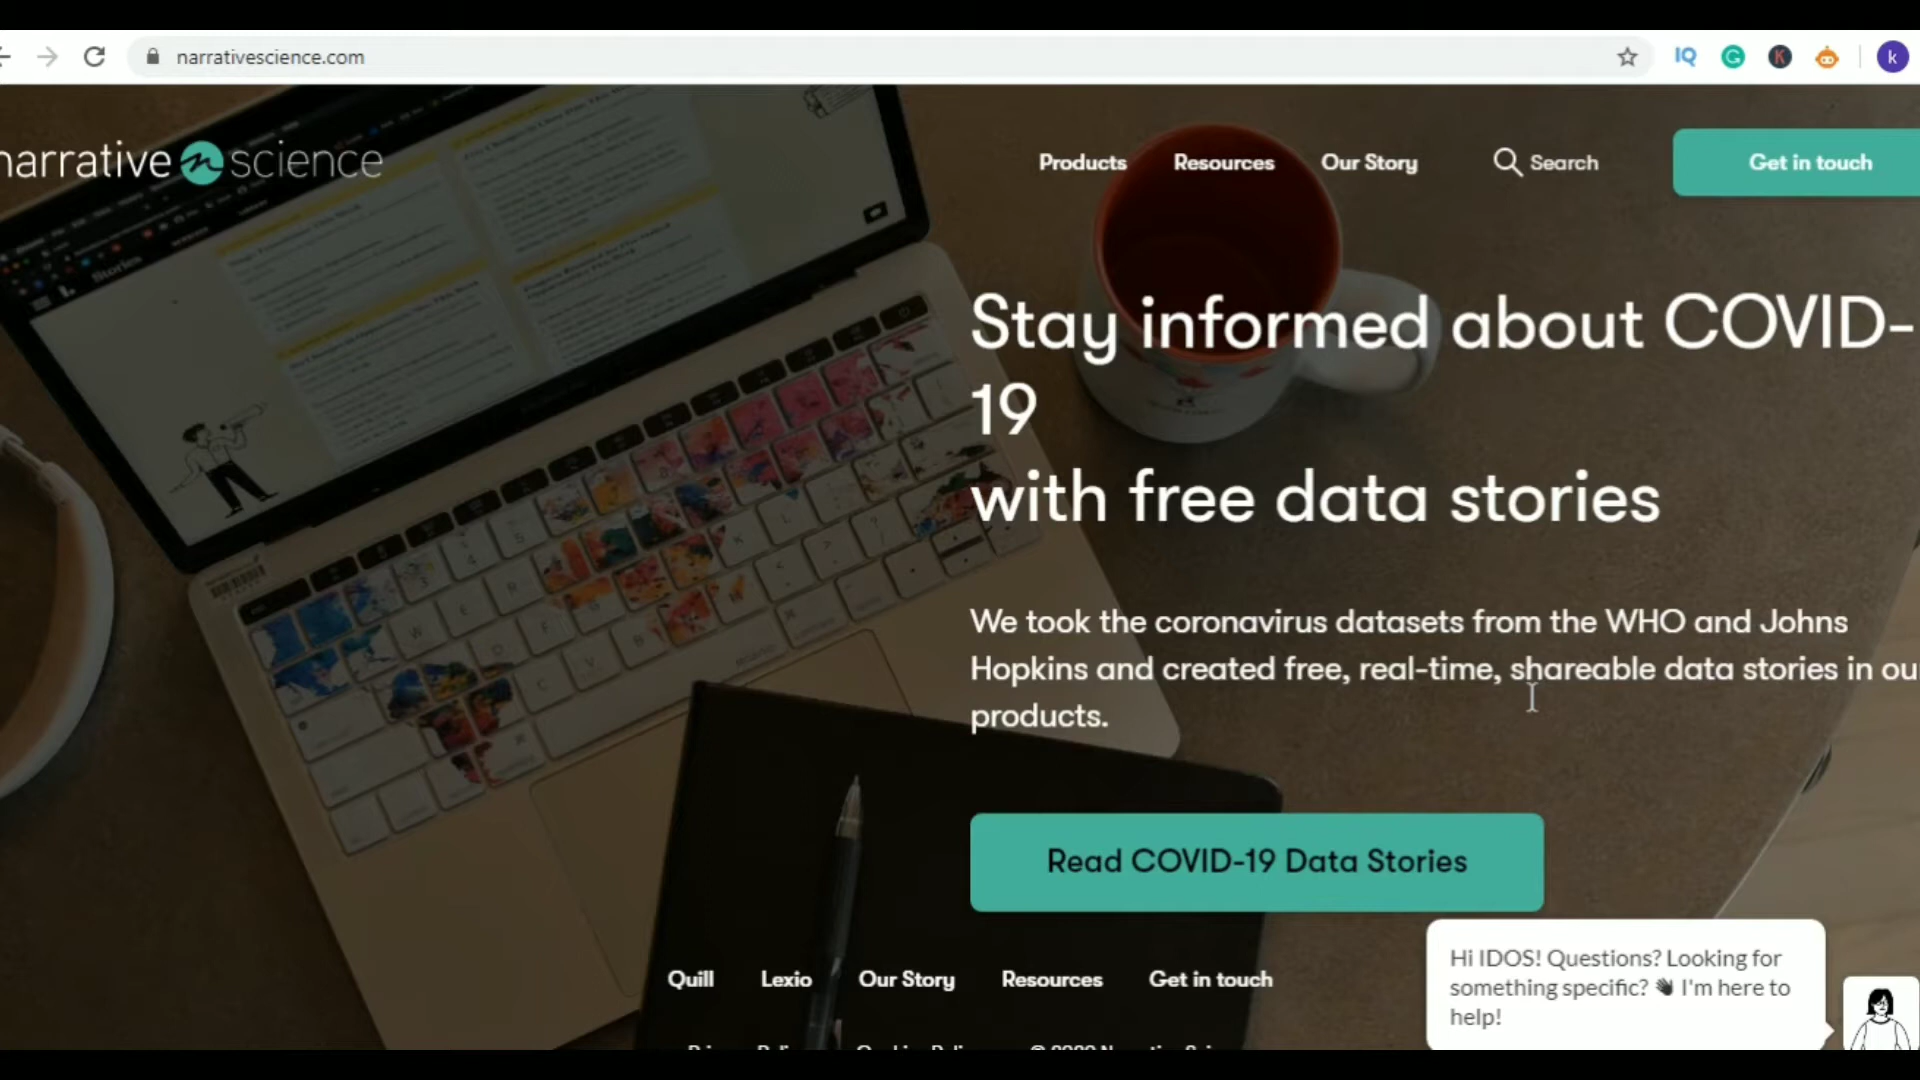 narrativescience.com
IQ
K
k
narrative n science
Products
Resources
Our Story
Search
Get in touch
Stories
Stay informed about COVID-
19
with free data stories
We took the coronavirus datasets from the WHO and Johns
Hopkins and created free, real-time, shareable data stories in
products.
Read COVID-19 Data Stories
Quill
Lexio
Our Story
Resources
Get in touch
Hi IDOS! Questions? Looking for
something specific? 👋 I'm here to
help!